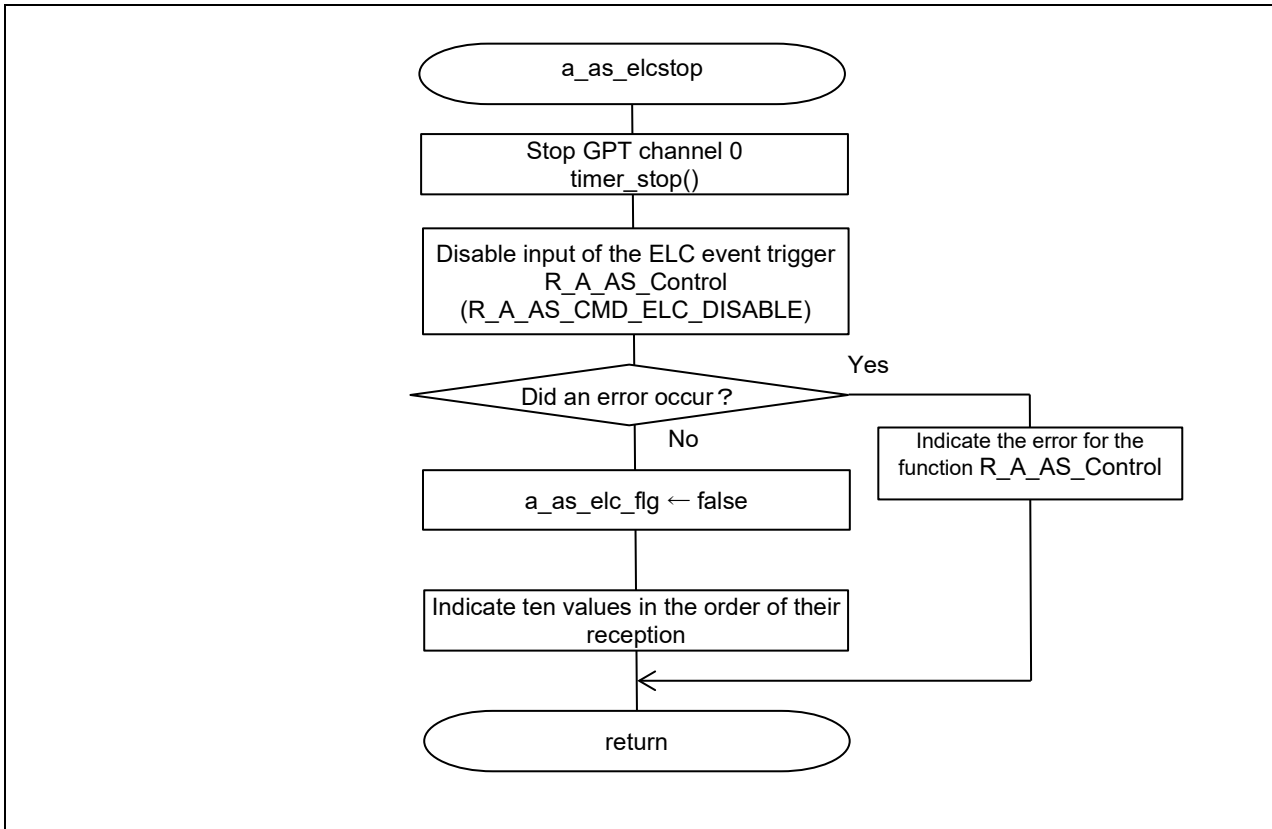 a_as_elcstop
Stop GPT channel 0
timer_stop()
Disable input of the ELC event trigger
R_A_AS_Control
(R_A_AS_CMD_ELC_DISABLE)
Did an error occur？
Yes
No
Indicate the error for the
function R_A_AS_Control
a_as_elc_flg ← false
Indicate ten values in the order of their
reception
return